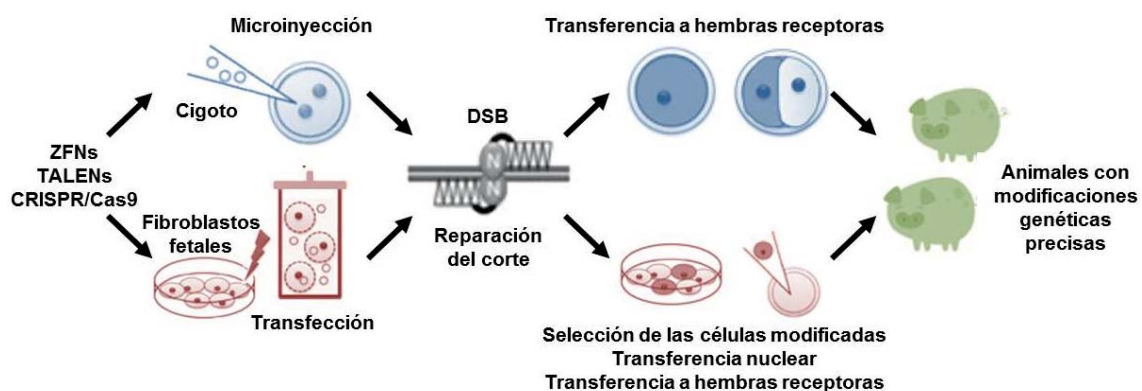 Microinyección
Transferencia a hembras receptoras
Cigoto
DSB
ZFNs
TALENs
CRISPR/Cas9
N
N
Fibroblastos
fetales
Transfección
Reparación
del corte
Animales con
modificaciones
genéticas
precisas
Selección de las células modificadas
Transferencia nuclear
Transferencia a hembras receptoras